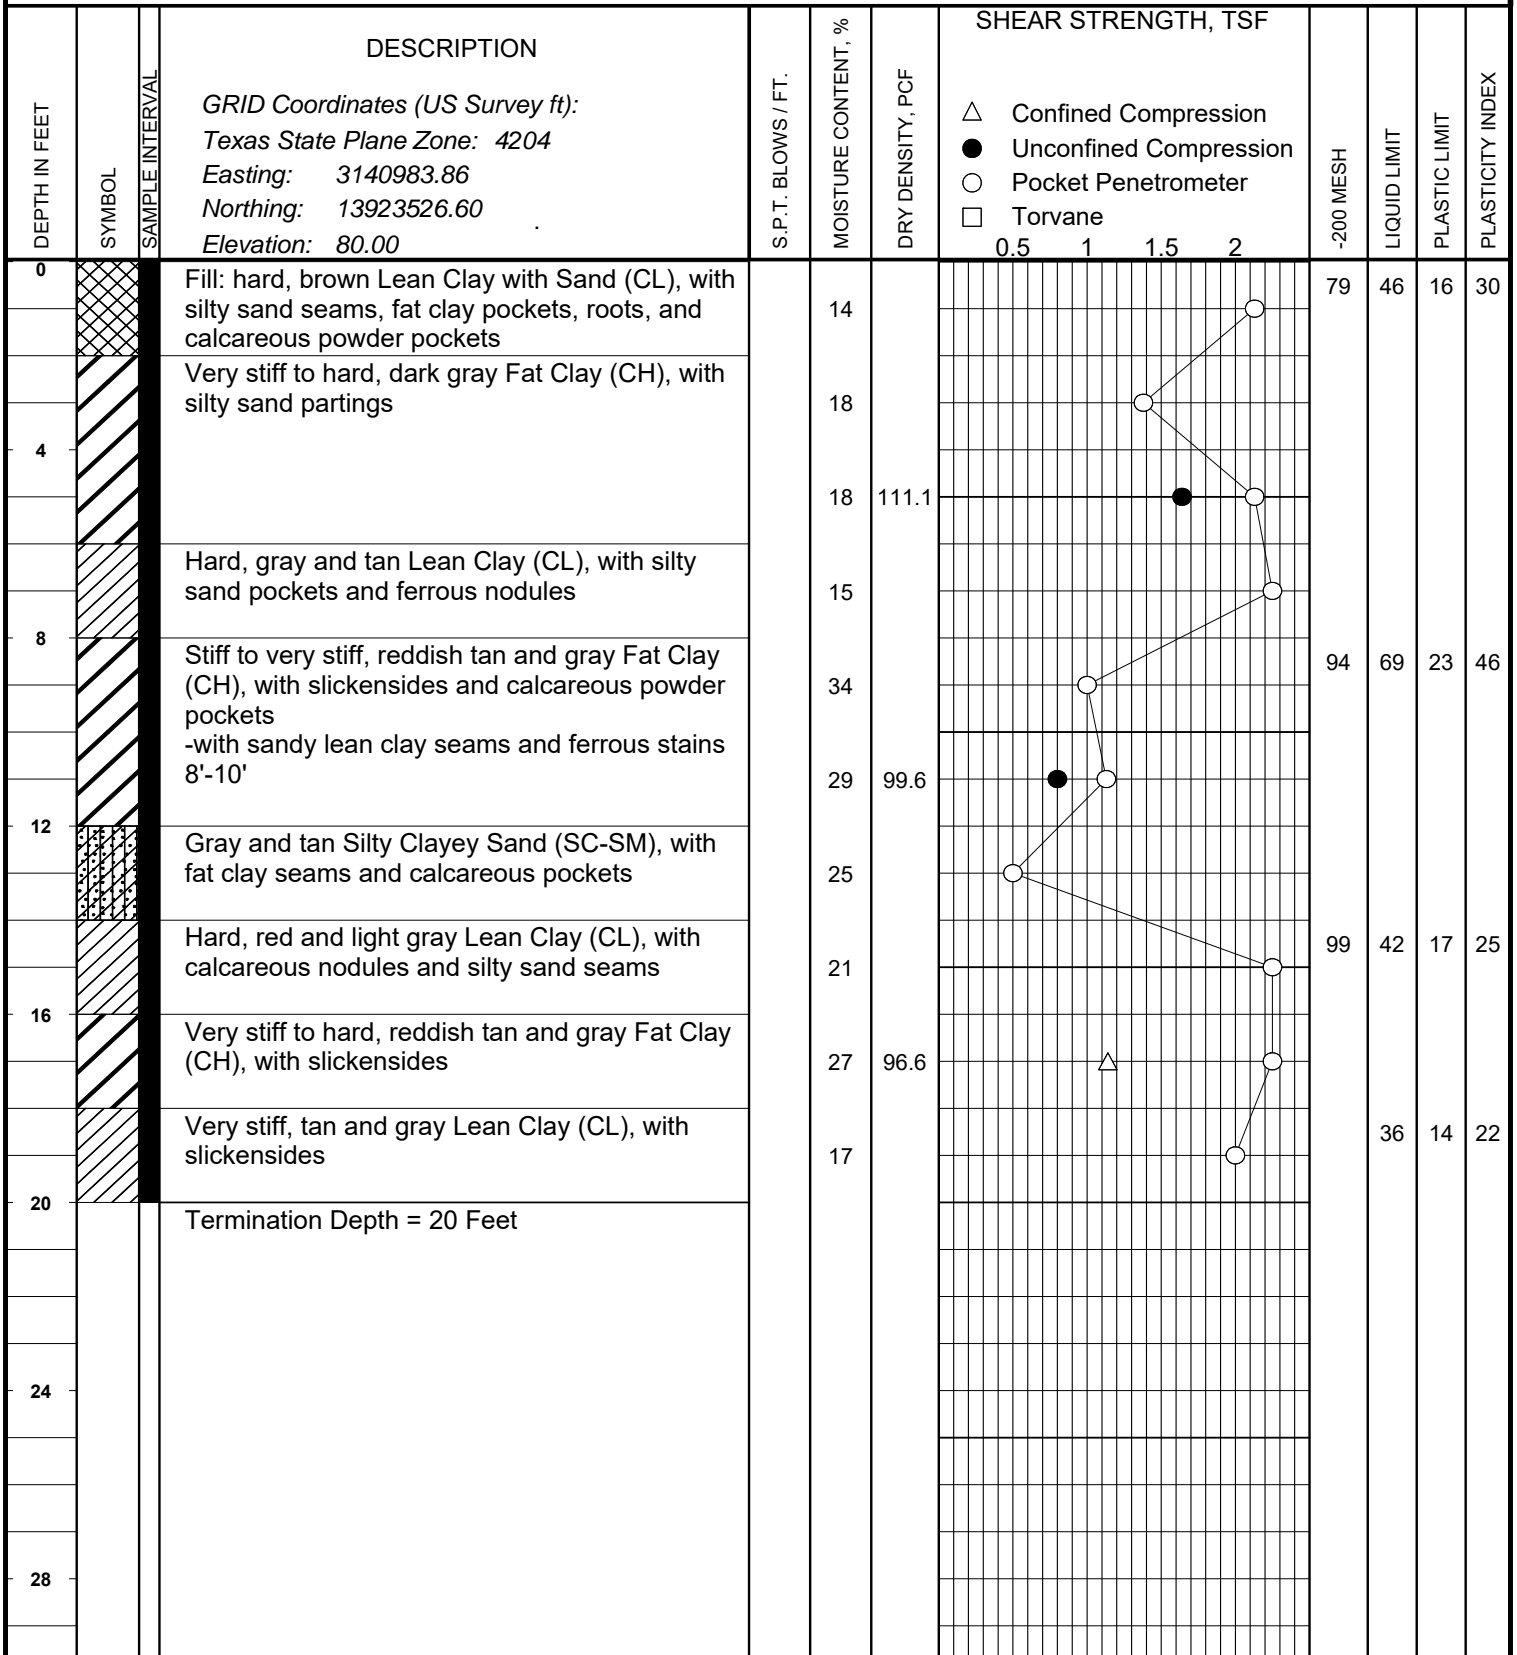 SHEAR STRENGTH, TSF
DESCRIPTION
DEPTH IN FEET
SYMBOL
SAMPLE INTERVAL
GRID Coordinates (US Survey ft):
Texas State Plane Zone: 4204
Easting: 3140983.86
Northing: 13923526.60
.
Elevation: 80.00
S.P.T. BLOWS / FT.
MOISTURE CONTENT, %
DRY DENSITY, PCF
△ Confined Compression
● Unconfined Compression
○ Pocket Penetrometer
□ Torvane
0.5 1 1.5 2
-200 MESH
LIQUID LIMIT
PLASTIC LIMIT
PLASTICITY INDEX
0
Fill: hard, brown Lean Clay with Sand (CL), with
silty sand seams, fat clay pockets, roots, and
calcareous powder pockets
14
79 46 16 30
Very stiff to hard, dark gray Fat Clay (CH), with
silty sand partings
18
4
18 111.1
Hard, gray and tan Lean Clay (CL), with silty
sand pockets and ferrous nodules
15
8
Stiff to very stiff, reddish tan and gray Fat Clay
(CH), with slickensides and calcareous powder
pockets
-with sandy lean clay seams and ferrous stains
8'-10'
34
94 69 23 46
29 99.6
12
Gray and tan Silty Clayey Sand (SC-SM), with
fat clay seams and calcareous pockets
25
Hard, red and light gray Lean Clay (CL), with
calcareous nodules and silty sand seams
21
99 42 17 25
16
Very stiff to hard, reddish tan and gray Fat Clay
(CH), with slickensides
27 96.6
Very stiff, tan and gray Lean Clay (CL), with
slickensides
17
36 14 22
20
Termination Depth = 20 Feet
24
28